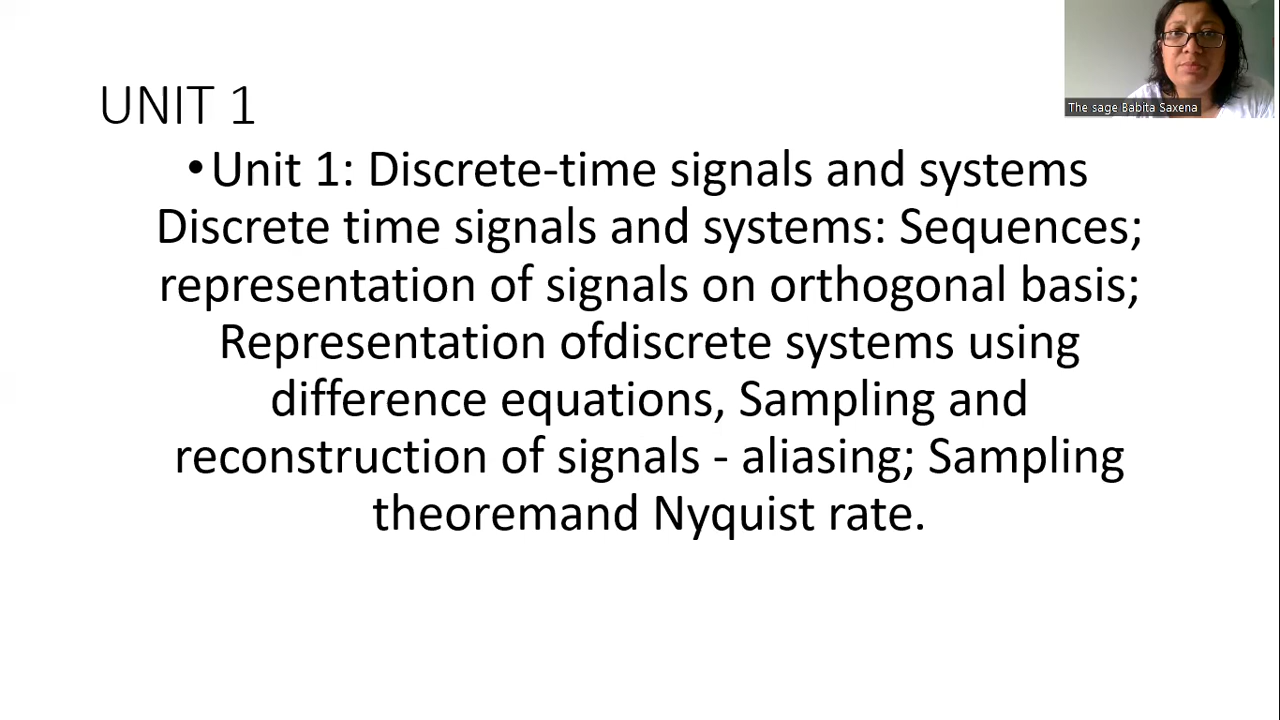 The sage Babita Saxena
UNIT 1
•Unit 1: Discrete-time signals and systems
Discrete time signals and systems: Sequences;
representation of signals on orthogonal basis;
Representation ofdiscrete systems using
difference equations, Sampling and
reconstruction of signals - aliasing; Sampling
theoremand Nyquist rate.